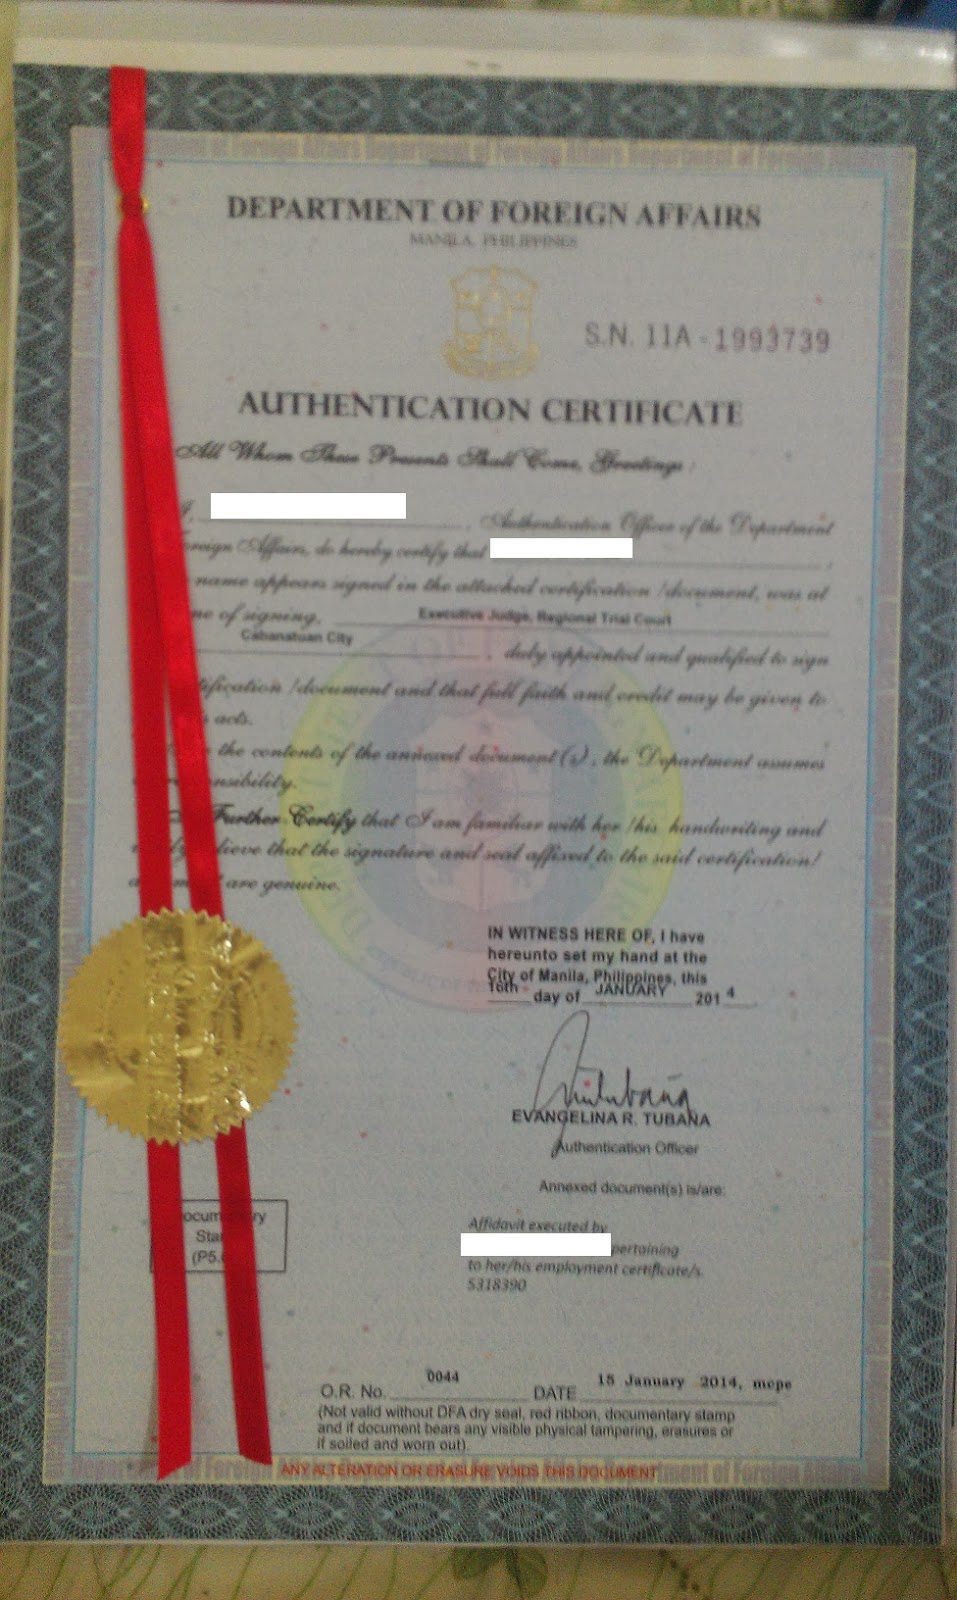 DEPARTMENT OF FOREIGN AFFAIRS
MANILA, PHILIPPINES
S.N. 11A - 1993739
AUTHENTICATION CERTIFICATE
All Whom These Presents Shall Come, Greetings:
I, , Authentication Officer of the Department
Foreign Affairs, do hereby certify that ,
name appears signed in the attached certification /document, was at
of signing, Executive Judge, Regional Trial Court
Cabanatuan City , duly appointed and qualified to sign
/document and that full faith and credit may be given to
acts.
the contents of the annexed document(s), the Department assumes
Further Certify that I am familiar with her /his handwriting and
that the signature and seal affixed to the said certification/
are genuine.
IN WITNESS HERE OF, I have
hereunto set my hand at the
City of Manila, Philippines, this
16th day of JANUARY 2014.
EVANGELINA R. TUBANA
Authentication Officer
Annexed document(s) is/are:
Affidavit executed by
pertaining
to her/his employment certificate/s.
5318390
(P5.
O.R. No. 0044 DATE 15 January 2014, mcpe
(Not valid without DFA dry seal, red ribbon, documentary stamp
and if document bears any visible physical tampering, erasures or
if soiled and worn out).
ANY ALTERATION OR ERASURE VOIDS THIS DOCUMENT